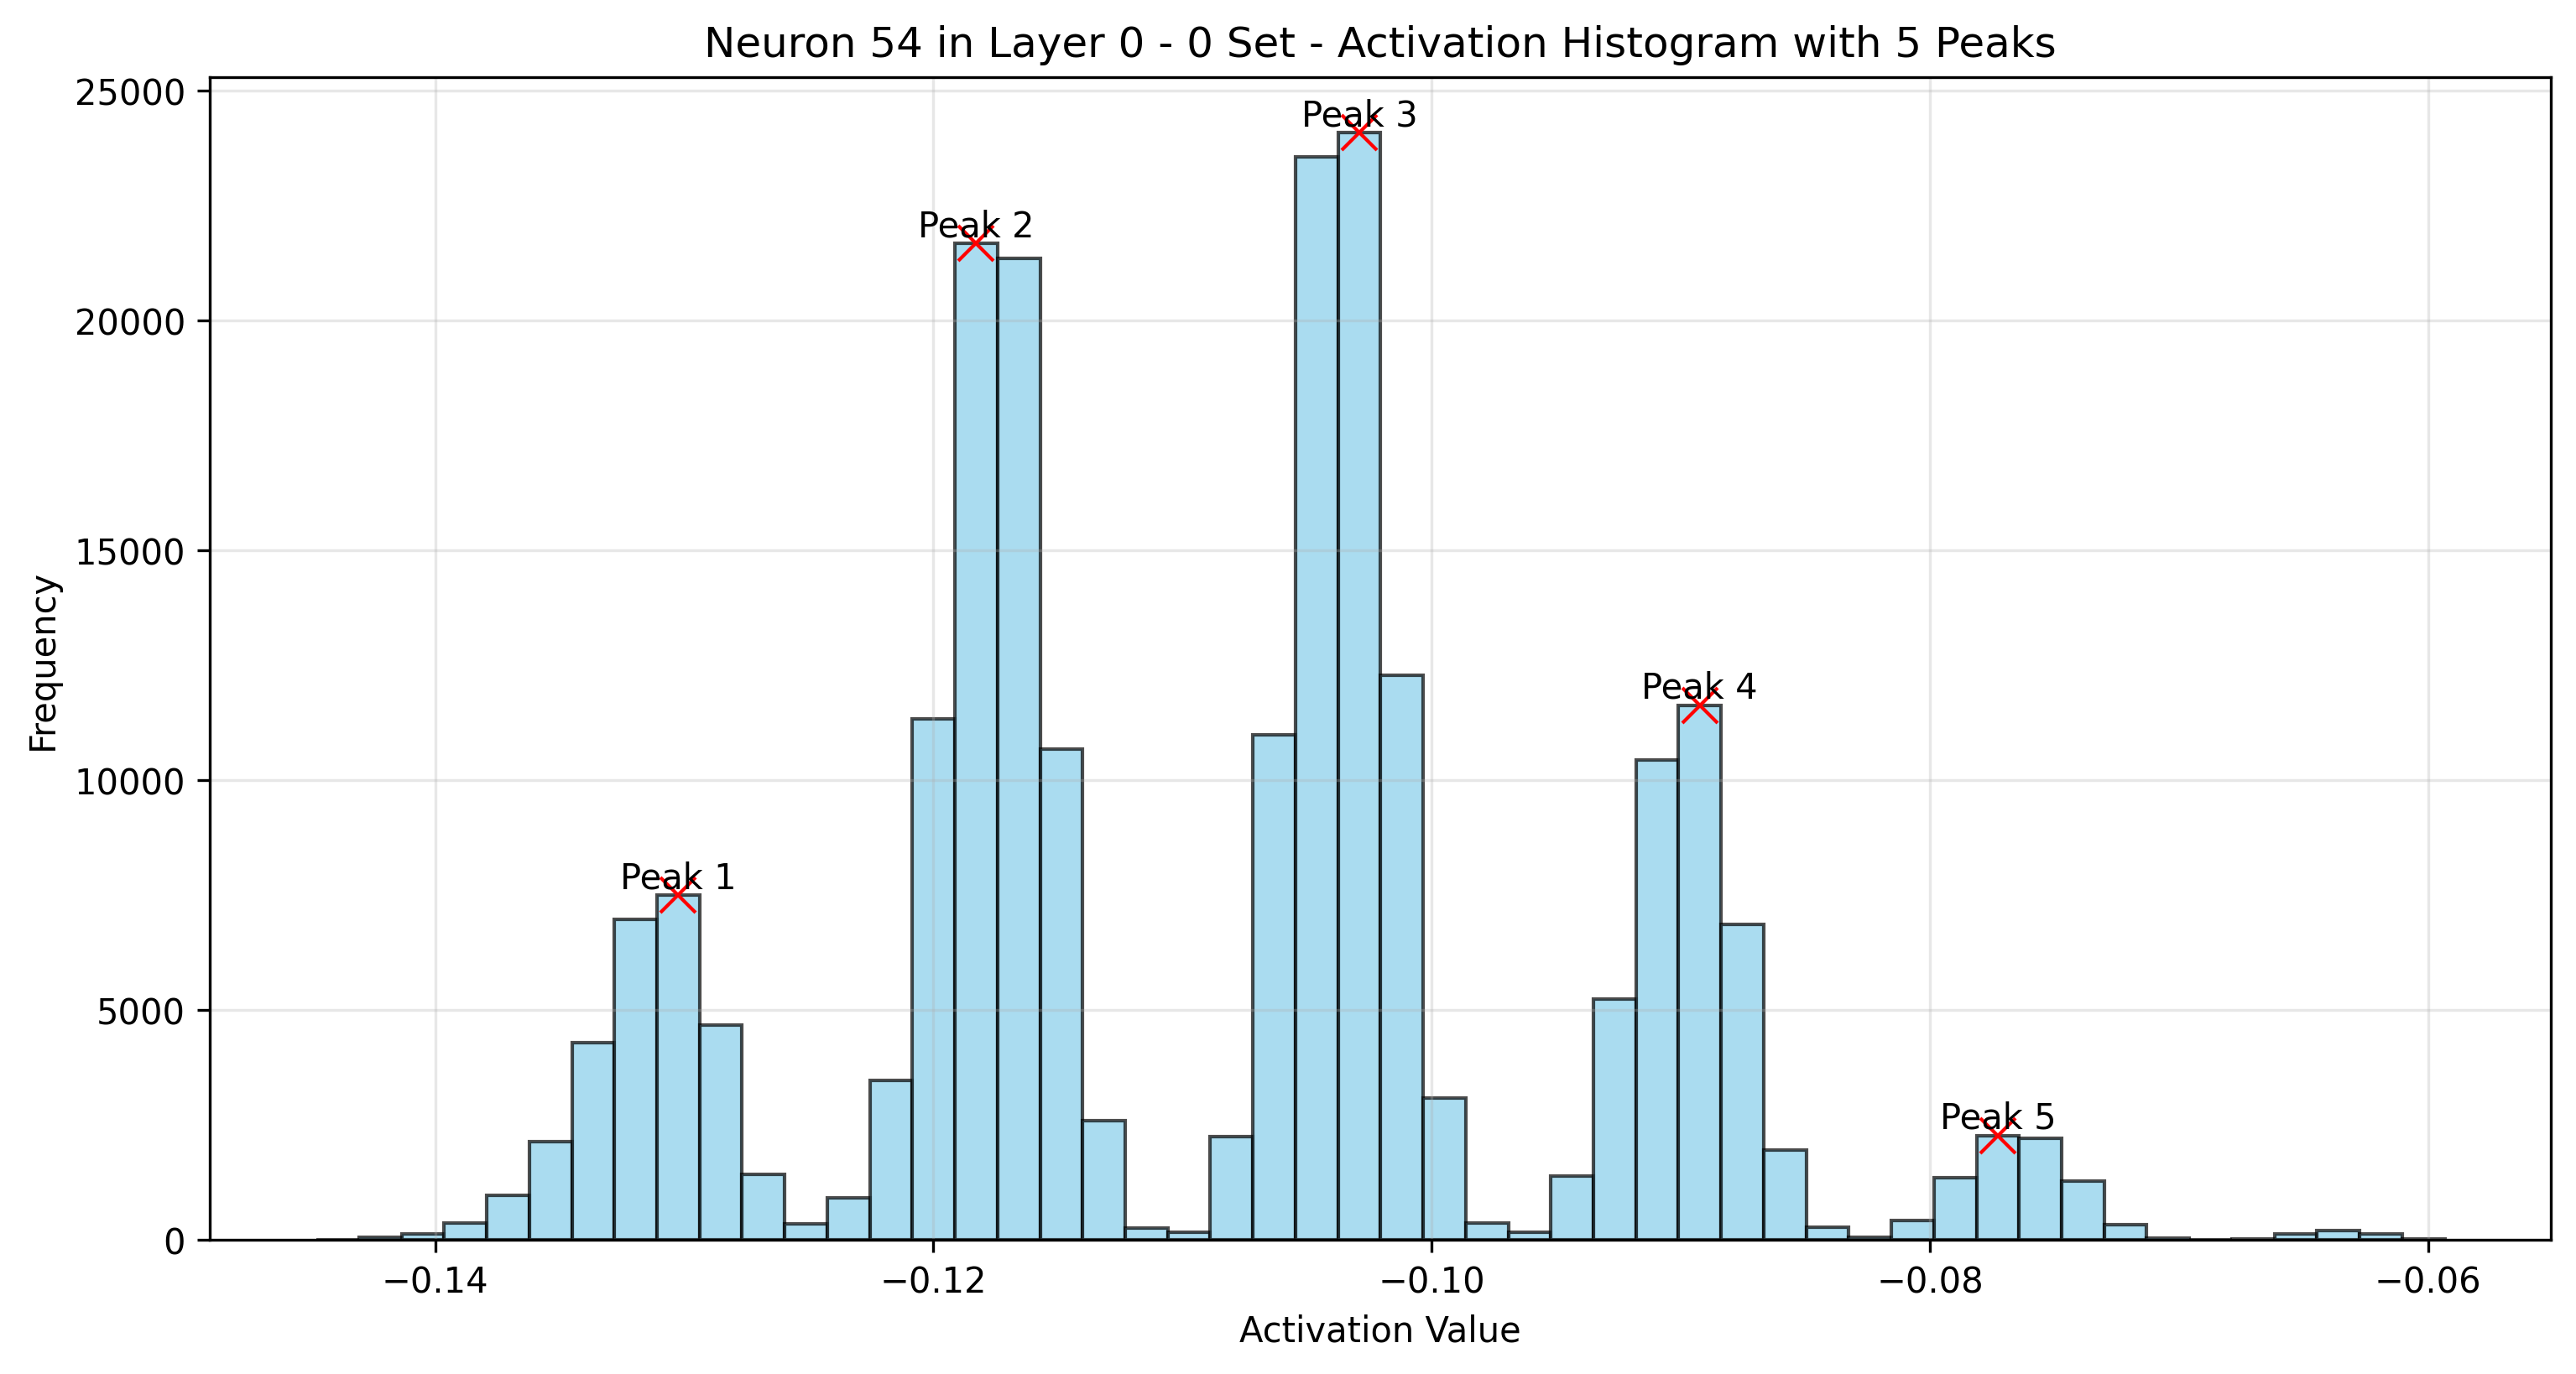 Neuron 54 in Layer 0 - 0 Set - Activation Histogram with 5 Peaks
25000
20000
15000
10000
5000
0
Frequency
Peak 1
Peak 2
Peak 3
Peak 4
Peak 5
−0.14
−0.12
−0.10
−0.08
−0.06
Activation Value